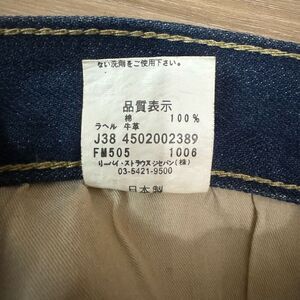 ない洗剤をご使用下さい。
品質表示
綿 100%
ラベル 牛革
J38 4502002389
FM505 1006
リーバイ・ストラウス ジャパン(株)
03-5421-9500
日本製